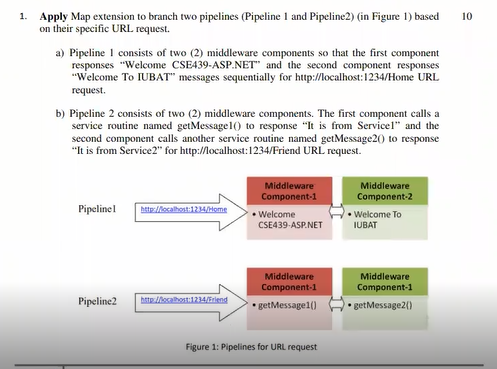 1. Apply Map extension to branch two pipelines (Pipeline 1 and Pipeline2) (in Figure 1) based 10
on their specific URL request.
a) Pipeline 1 consists of two (2) middleware components so that the first component
responses “Welcome CSE439-ASP.NET” and the second component responses
“Welcome To IUBAT” messages sequentially for http://localhost:1234/Home URL
request.
b) Pipeline 2 consists of two (2) middleware components. The first component calls a
service routine named getMessage1() to response “It is from Service1” and the
second component calls another service routine named getMessage2() to response
“It is from Service2” for http://localhost:1234/Friend URL request.
Pipeline1
http://localhost:1234/Home
Middleware
Component-1
• Welcome
CSE439-ASP.NET
Middleware
Component-2
• Welcome To
IUBAT
Pipeline2
http://localhost:1234/Friend
Middleware
Component-1
• getMessage1()
Middleware
Component-1
• getMessage2()
Figure 1: Pipelines for URL request